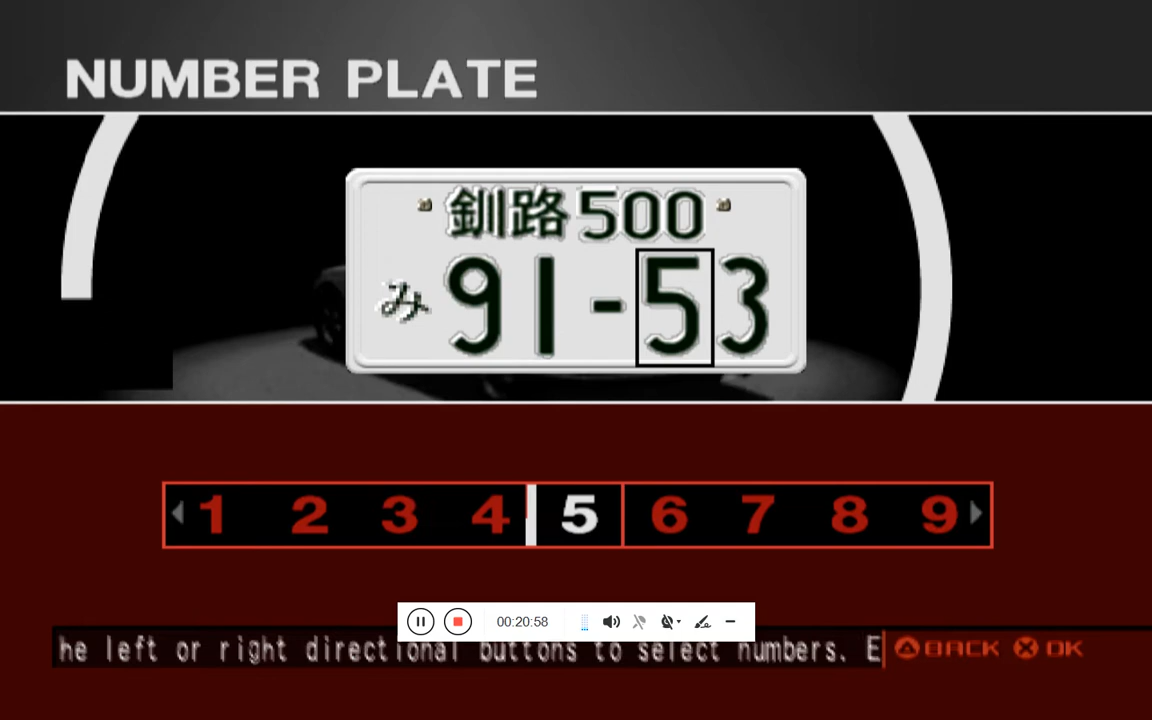 NUMBER PLATE
釧路500
み 91-53
1 2 3 4 5 6 7 8 9
00:20:58
he left or right directional buttons to select numbers. E
BACK OK